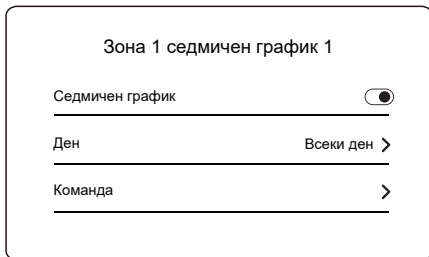 Зона 1 седмичен график 1
Седмичен график
Ден Всеки ден
Команда